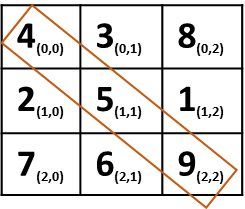 4(0,0) 3(0,1) 8(0,2)
2(1,0) 5(1,1) 1(1,2)
7(2,0) 6(2,1) 9(2,2)